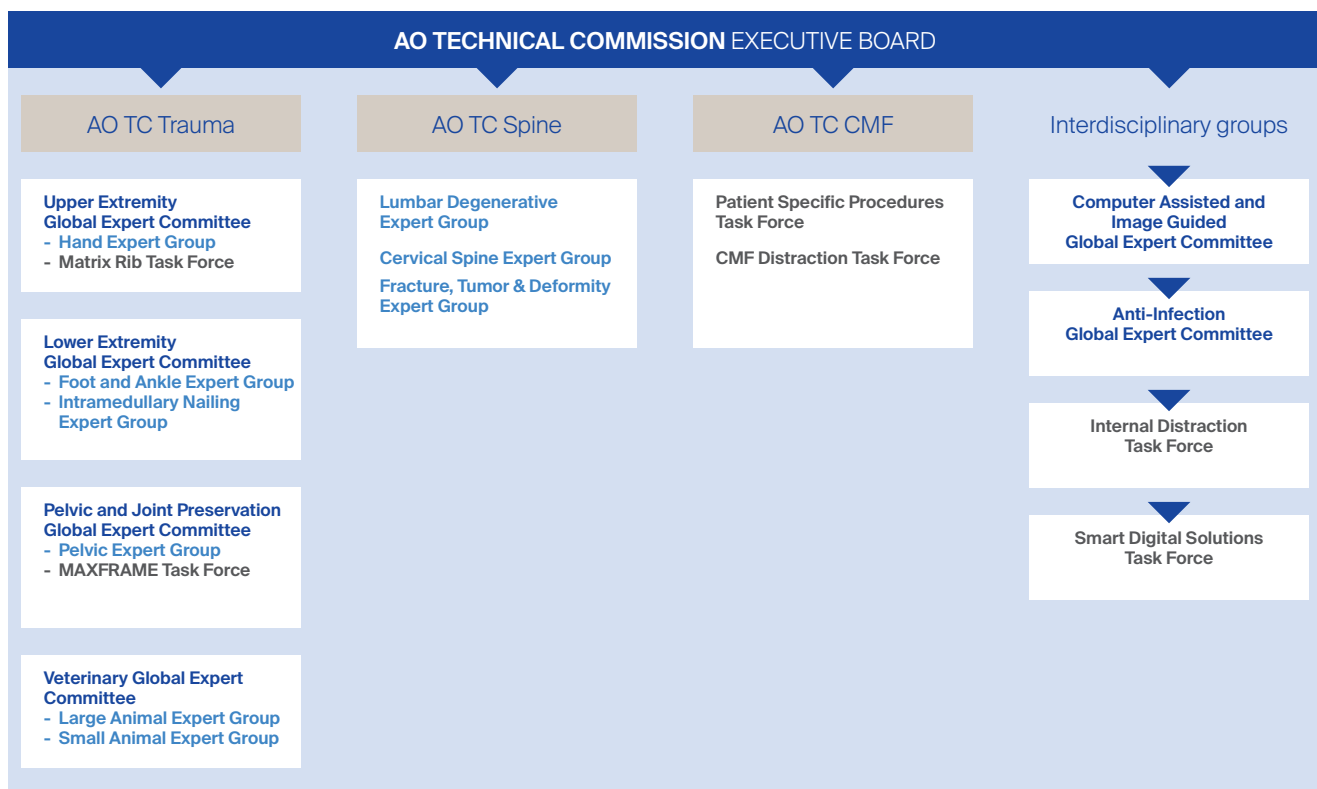 AO TECHNICAL COMMISSION EXECUTIVE BOARD
AO TC Trauma
Upper Extremity
Global Expert Committee
- Hand Expert Group
- Matrix Rib Task Force
Lower Extremity
Global Expert Committee
- Foot and Ankle Expert Group
- Intramedullary Nailing
Expert Group
Pelvic and Joint Preservation
Global Expert Committee
- Pelvic Expert Group
- MAXFRAME Task Force
Veterinary Global Expert
Committee
- Large Animal Expert Group
- Small Animal Expert Group
AO TC Spine
Lumbar Degenerative
Expert Group
Cervical Spine Expert Group
Fracture, Tumor & Deformity
Expert Group
AO TC CMF
Patient Specific Procedures
Task Force
CMF Distraction Task Force
Interdisciplinary groups
Computer Assisted and
Image Guided
Global Expert Committee
Anti-Infection
Global Expert Committee
Internal Distraction
Task Force
Smart Digital Solutions
Task Force